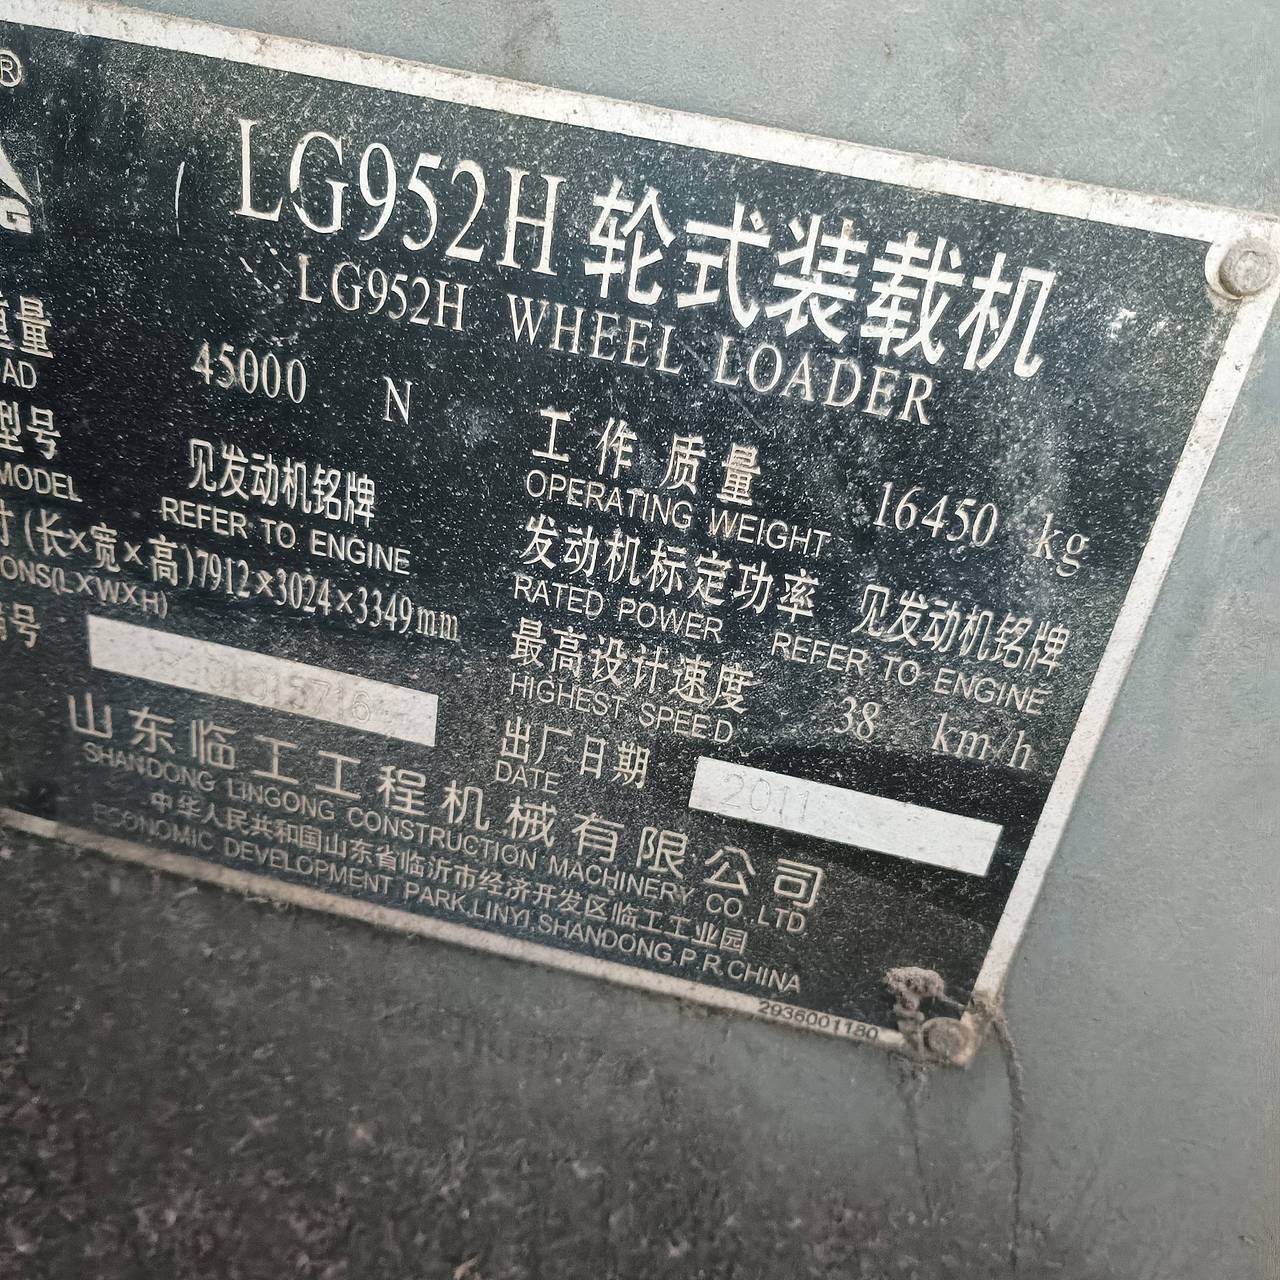 ®
G
LG952H 轮式装载机
LG952H WHEEL LOADER
重量 45000 N
AD
工作质量 16450 kg
OPERATING WEIGHT
型号 见发动机铭牌
MODEL REFER TO ENGINE
发动机标定功率 见发动机铭牌
RATED POWER REFER TO ENGINE
寸(长×宽×高)7912×3024×3349mm
ONS(L×W×H)
最高设计速度 38 km/h
HIGHEST SPEED
编号
出厂日期 2011
DATE
山东临工工程机械有限公司
SHANDONG LINGONG CONSTRUCTION MACHINERY CO.,LTD
中华人民共和国山东省临沂市经济开发区临工工业园
ECONOMIC DEVELOPMENT PARK,LINYI,SHANDONG,P.R.CHINA
2936001180